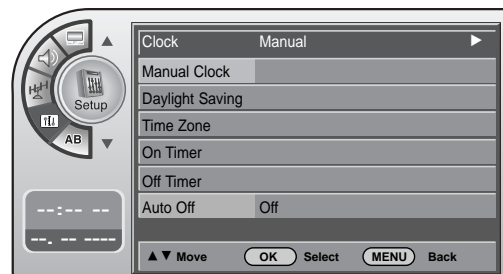 Clock Manual
Manual Clock
Daylight Saving
Time Zone
On Timer
Off Timer
Auto Off Off
▲▼ Move OK Select MENU Back
Setup
AB
--:-- --
--. -- ----